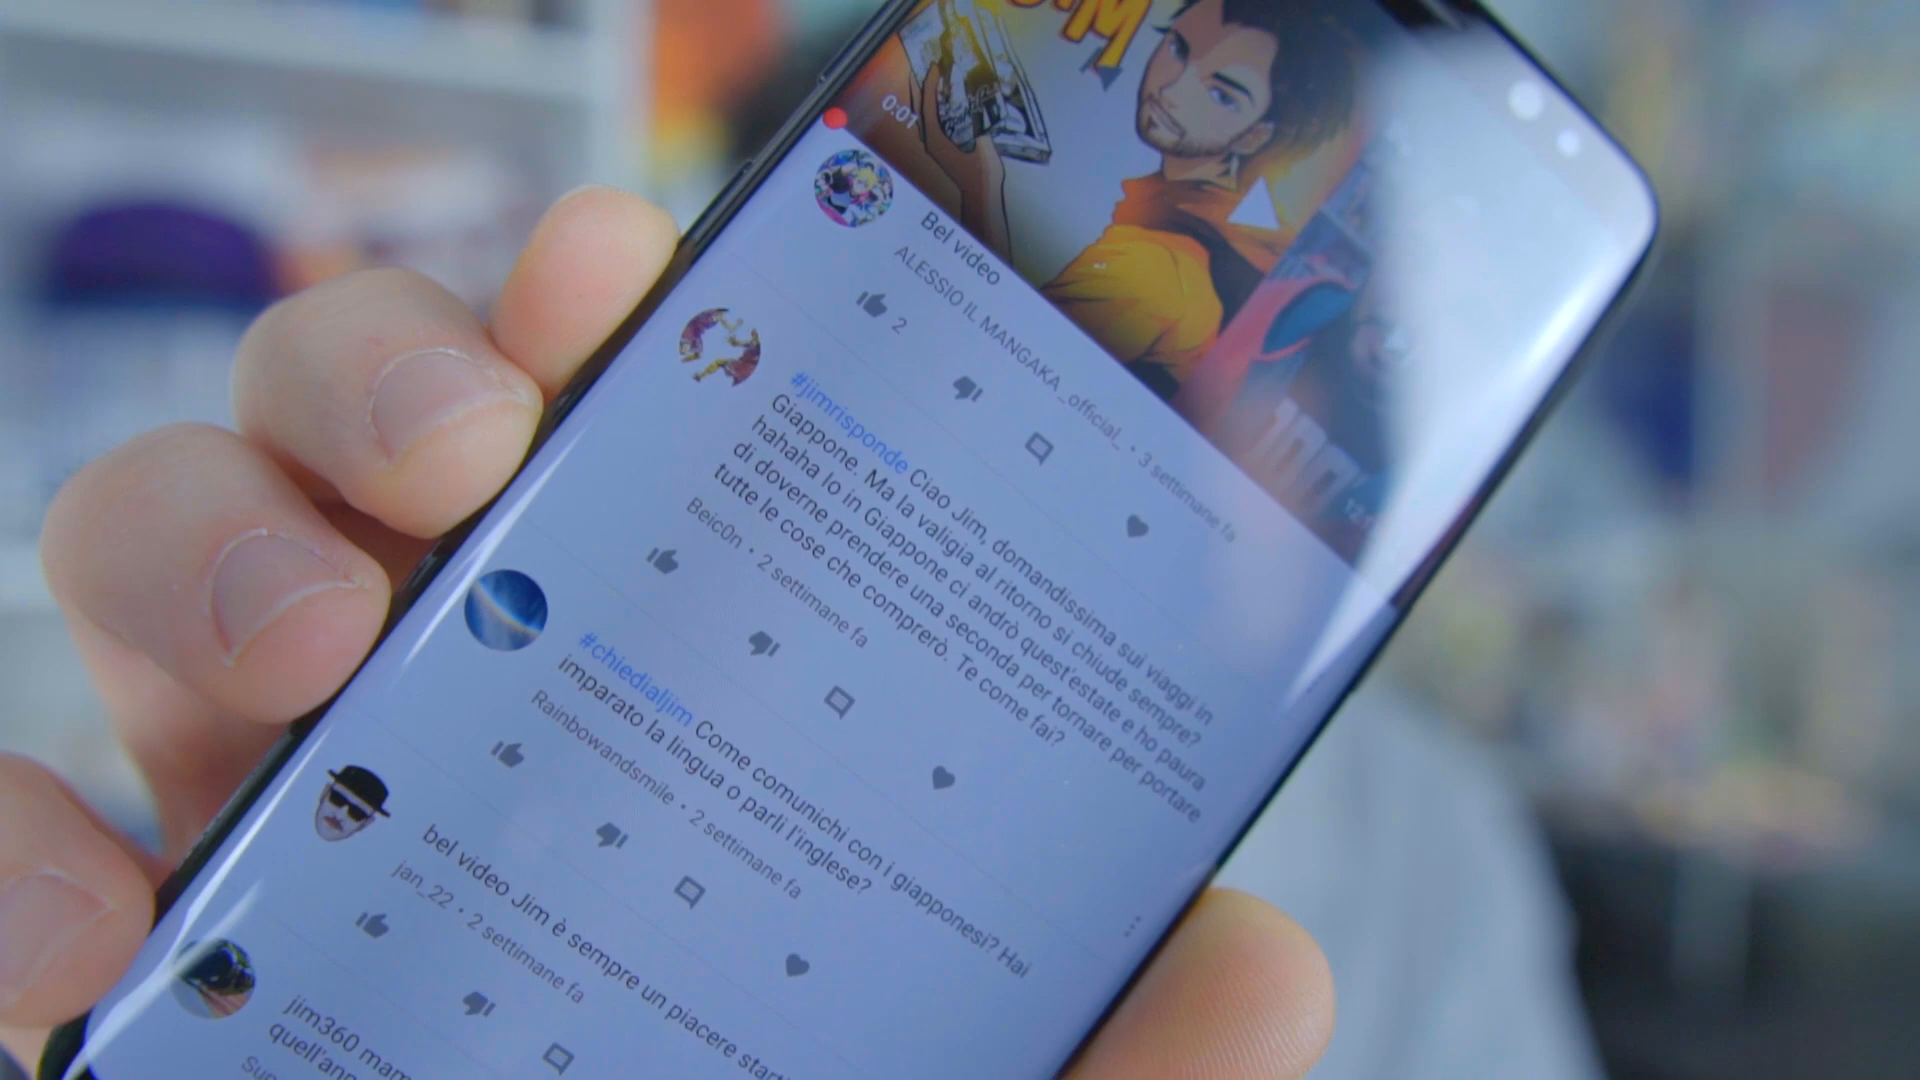 0:01
Bel video
ALESSIO IL MANGAKA _official_ • 3 settimane fa
2
#jimrisponde Ciao Jim, domandissima sui viaggi in
Giappone. Ma la valigia al ritorno si chiude sempre?
hahaha Io in Giappone ci andrò quest'estate e ho paura
di doverne prendere una seconda per tornare per portare
tutte le cose che comprerò. Te come fai?
Beic0n • 2 settimane fa
#chiedialjim Come comunichi con i giapponesi? Hai
imparato la lingua o parli l'inglese?
Rainbowandsmile • 2 settimane fa
bel video Jim è sempre un piacere
jan_22 • 2 settimane fa
jim360